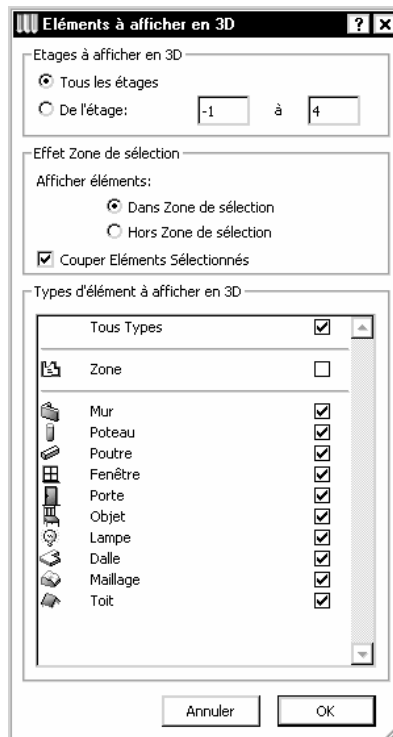 Eléments à afficher en 3D ? x
Etages à afficher en 3D
Tous les étages
De l'étage: -1 à 4
Effet Zone de sélection
Afficher éléments:
Dans Zone de sélection
Hors Zone de sélection
Couper Eléments Sélectionnés
Types d'élément à afficher en 3D
Tous Types
Zone
Mur
Poteau
Poutre
Fenêtre
Porte
Objet
Lampe
Dalle
Maillage
Toit
Annuler OK